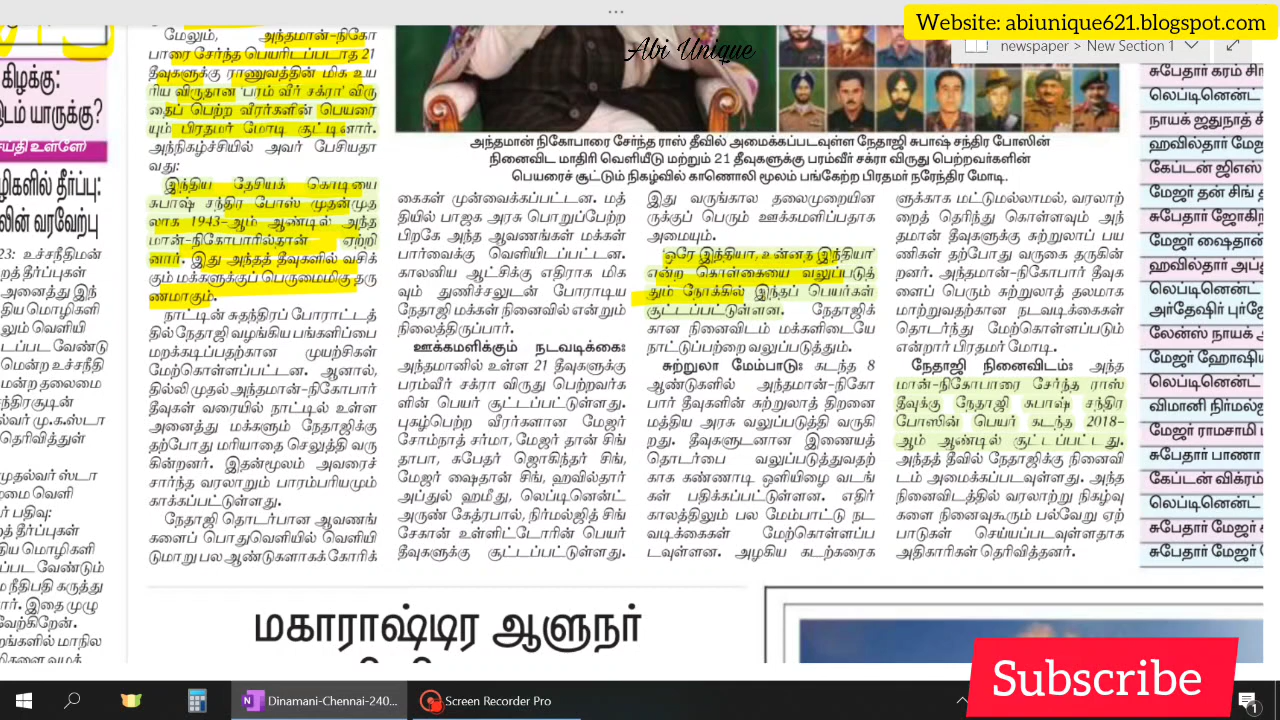 Website: abiunique621.blogspot.com
newspaper > New Section 1
Abi Unique
கிழக்கு:
இடம் யாருக்கு?
மேலும், அந்தமான்-நிகோ
பாரை சேர்ந்த பெயரிடப்படாத 21
தீவுகளுக்கு ராணுவத்தின் மிக உய
ரிய விருதான 'பரம் வீர் சக்ரா' விரு
தைப் பெற்ற வீரர்களின் பெயரை
யும் பிரதமர் மோடி சூட்டினார்.
அந்நிகழ்ச்சியில் அவர் பேசியதா
வது:
இந்திய தேசியக் கொடியை
சுபாஷ் சந்திர போஸ் முதன்முத
லாக 1943-ஆம் ஆண்டில் அந்த
மான்-நிகோபாரில்தான் ஏற்றி
னார். இது அந்தத் தீவுகளில் வசிக்
கும் மக்களுக்குப் பெருமைமிகு தரு
ணமாகும்.
நாட்டின் சுதந்திரப் போராட்டத்
தில் நேதாஜி வழங்கிய பங்களிப்பை
மறக்கடிப்பதற்கான முயற்சிகள்
மேற்கொள்ளப்பட்டன. ஆனால்,
தில்லி முதல் அந்தமான்-நிகோபார்
தீவுகள் வரையில் நாட்டில் உள்ள
அனைத்து மக்களும் நேதாஜிக்கு
தற்போது மரியாதை செலுத்தி வரு
கின்றனர். இதன்மூலம் அவரைச்
சார்ந்த வரலாறும் பாரம்பரியமும்
காக்கப்பட்டுள்ளது.
நேதாஜி தொடர்பான ஆவணங்
களைப் பொதுவெளியில் வெளியி
டுமாறு பல ஆண்டுகளாகக் கோரிக்
அந்தமான் நிகோபாரை சேர்ந்த ராஸ் தீவில் அமைக்கப்படவுள்ள நேதாஜி சுபாஷ் சந்திர போஸின்
நினைவிட மாதிரி வெளியீடு மற்றும் 21 தீவுகளுக்கு பரம்வீர் சக்ரா விருது பெற்றவர்களின்
பெயரைச் சூட்டும் நிகழ்வில் காணொலி மூலம் பங்கேற்ற பிரதமர் நரேந்திர மோடி.
கைகள் முன்வைக்கப்பட்டன. மத்
தியில் பாஜக அரசு பொறுப்பேற்ற
பிறகே அந்த ஆவணங்கள் மக்கள்
பார்வைக்கு வெளியிடப்பட்டன.
காலனிய ஆட்சிக்கு எதிராக மிக
வும் துணிச்சலுடன் போராடிய
நேதாஜி மக்கள் நினைவில் என்றும்
நிலைத்திருப்பார்.
ஊக்கமளிக்கும் நடவடிக்கை:
அந்தமானில் உள்ள 21 தீவுகளுக்கு
பரம்வீர் சக்ரா விருது பெற்றவர்க
ளின் பெயர் சூட்டப்பட்டுள்ளது.
புகழ்பெற்ற வீரர்களான மேஜர்
சோம்நாத் சர்மா, மேஜர் தான் சிங்
தாபா, சுபேதர் ஜொகிந்தர் சிங்,
மேஜர் ஷைதான் சிங், ஹவில்தார்
அப்துல் ஹமீது, லெப்டினென்ட்
அருண் கேத்ரபால், நிர்மல்ஜித் சிங்
சேகான் உள்ளிட்டோரின் பெயர்
தீவுகளுக்கு சூட்டப்பட்டுள்ளது.
இது வருங்கால தலைமுறையின
ருக்குப் பெரும் ஊக்கமளிப்பதாக
அமையும்.
'ஒரே இந்தியா, உன்னத இந்தியா'
என்ற கொள்கையை வலுப்படுத்
தும் நோக்கில் இந்தப் பெயர்கள்
சூட்டப்பட்டுள்ளன. நேதாஜிக்
கான நினைவிடம் மக்களிடையே
நாட்டுப்பற்றை வலுப்படுத்தும்.
சுற்றுலா மேம்பாடு: கடந்த 8
ஆண்டுகளில் அந்தமான்-நிகோ
பார் தீவுகளின் சுற்றுலாத் திறனை
மத்திய அரசு வலுப்படுத்தி வருகி
றது. தீவுகளுடனான இணையத்
தொடர்பை வலுப்படுத்துவதற்
காக கண்ணாடி ஒளியிழை வடங்
கள் பதிக்கப்பட்டுள்ளன. எதிர்
காலத்திலும் பல மேம்பாட்டு நட
வடிக்கைகள் மேற்கொள்ளப்ப
டவுள்ளன. அழகிய கடற்கரைக
ளுக்காக மட்டுமல்லாமல், வரலாற்
றைத் தெரிந்து கொள்ளவும் அந்
தமான் தீவுகளுக்கு சுற்றுலாப் பய
ணிகள் தற்போது வருகை தருகின்
றனர். அந்தமான்-நிகோபார் தீவுக
ளைப் பெரும் சுற்றுலாத் தலமாக
மாற்றுவதற்கான நடவடிக்கைகள்
தொடர்ந்து மேற்கொள்ளப்படும்
என்றார் பிரதமர் மோடி.
நேதாஜி நினைவிடம்: அந்த
மான்-நிகோபாரை சேர்ந்த ராஸ்
தீவுக்கு நேதாஜி சுபாஷ் சந்திர
போஸின் பெயர் கடந்த 2018-
ஆம் ஆண்டில் சூட்டப்பட்டது.
அந்தத் தீவில் நேதாஜிக்கு நினைவி
டம் அமைக்கப்படவுள்ளது. அந்த
நினைவிடத்தில் வரலாற்று நிகழ்வு
களை நினைவுகூரும் பல்வேறு ஏற்
பாடுகள் செய்யப்படவுள்ளதாக
அதிகாரிகள் தெரிவித்தனர்.
சுபேதார் கரம் சி
லெப்டினென்ட்
நாயக் ஜதுநாத்
ஹவில்தார் மேஜ
கேப்டன் ஜிஎஸ்
மேஜர் தன் சிங்
சுபேதார் ஜோகி
மேஜர் ஷைதான்
ஹவில்தார் அப்
லெப்டினென்ட்
அர்தேஷிர் புர்ஜே
லேன்ஸ் நாயக்
மேஜர் ஹோஷி
லெப்டினென்ட்
விமானி நிர்மல்
மேஜர் ராமசாமி
சுபேதார் பாணா
கேப்டன் விக்ரம்
லெப்டினென்ட்
சுபேதார் மேஜர்
சுபேதார் மேஜர்
மகாராஷ்டிர ஆளுநர்
Subscribe
Dinamani-Chennai-240...
Screen Recorder Pro
1